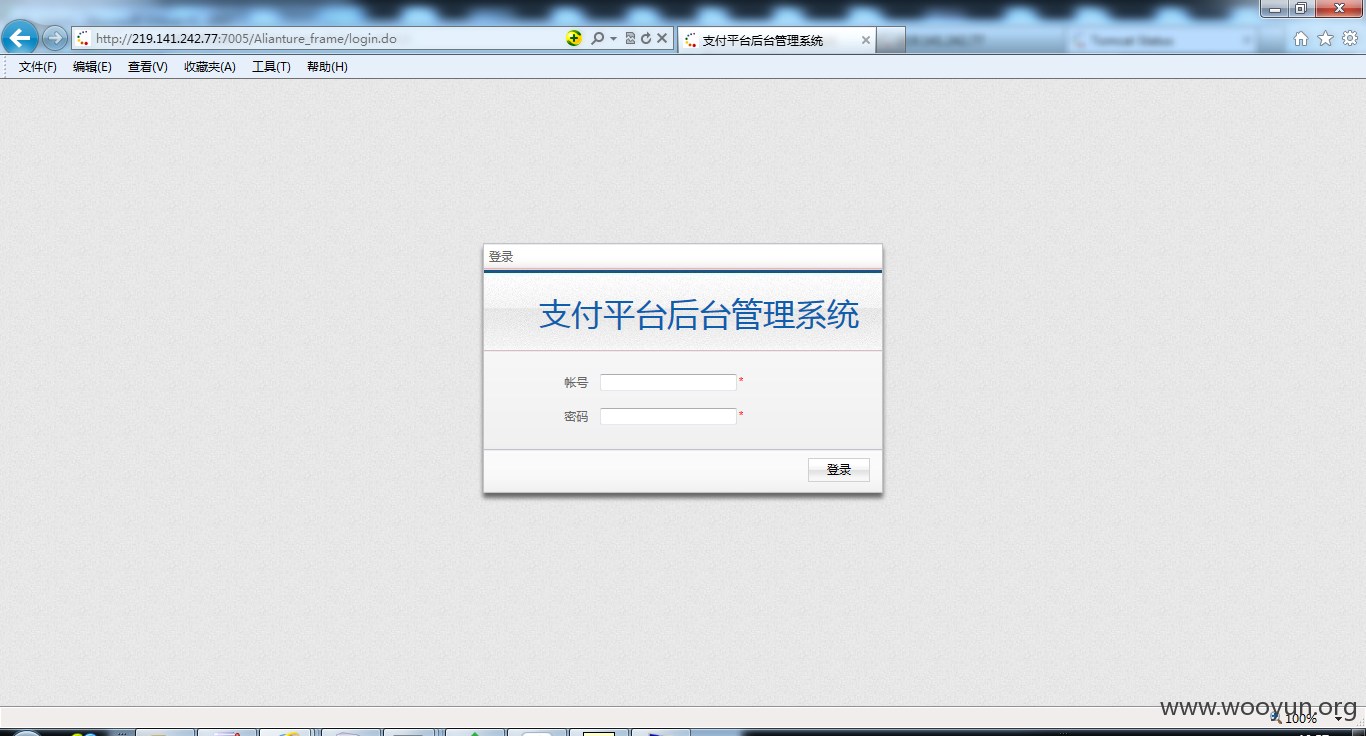 http://219.141.242.77:7005/Alianture_frame/login.do
支付平台后台管理系统
文件(F) 编辑(E) 查看(V) 收藏夹(A) 工具(T) 帮助(H)
登录
支付平台后台管理系统
帐号 *
密码 *
登录
www.wooyun.org
100%